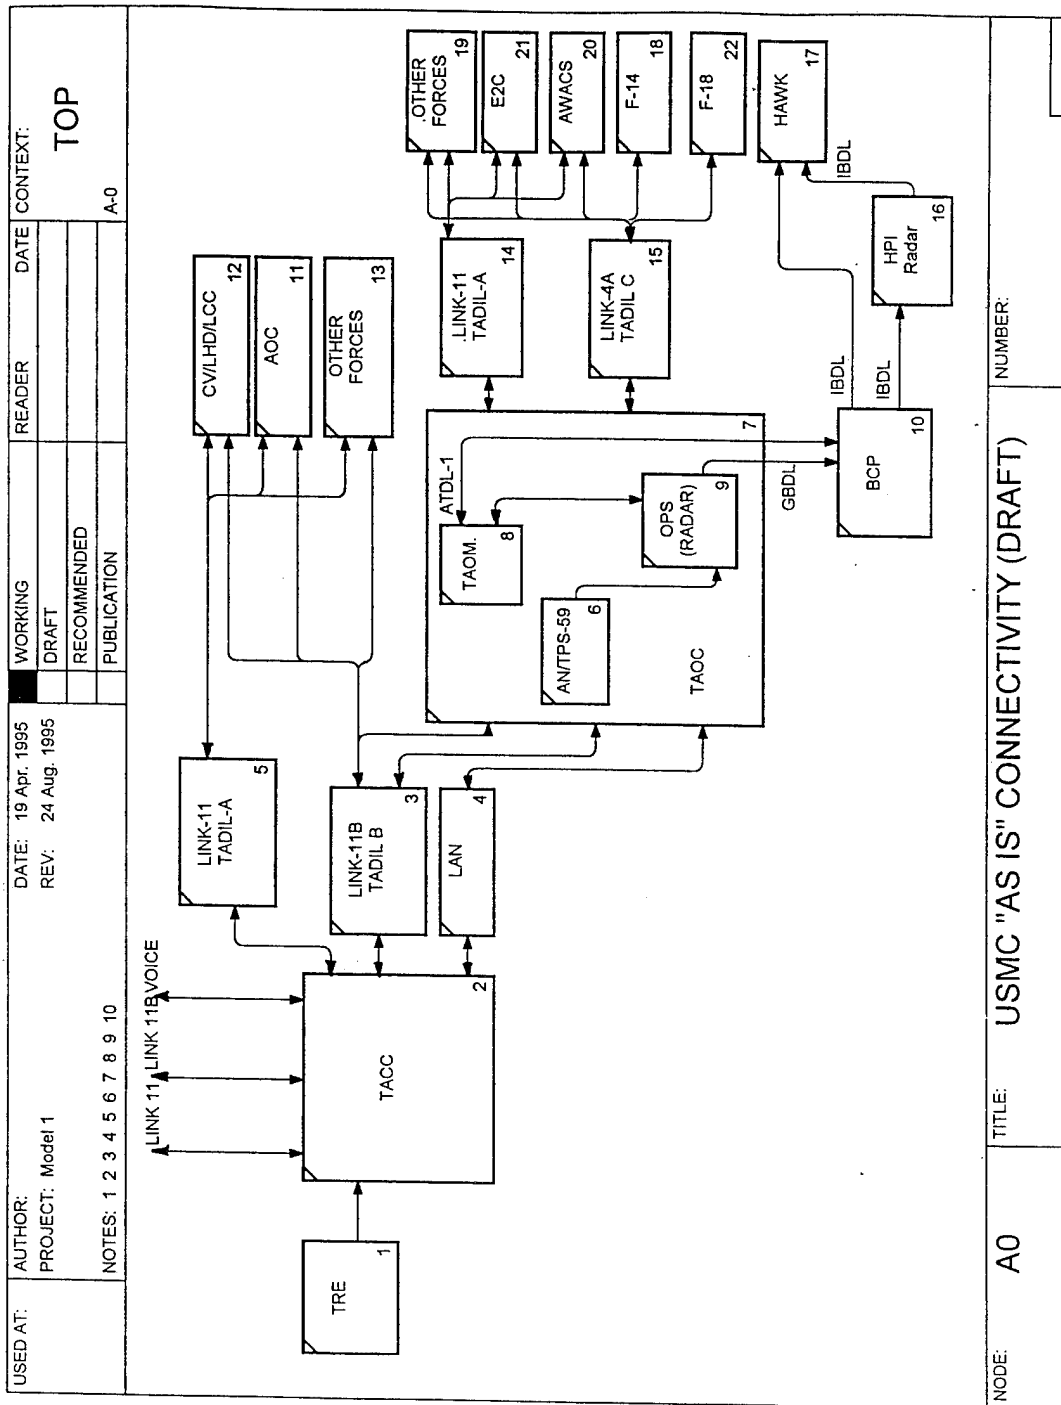 USED AT:
AUTHOR:
PROJECT: Model 1
NOTES: 1 2 3 4 5 6 7 8 9 10
DATE: 19 Apr. 1995
REV: 24 Aug. 1995
WORKING
DRAFT
RECOMMENDED
PUBLICATION
READER
DATE
CONTEXT:
TOP
A-0
LINK 11
LINK 11B
VOICE
TRE
1
TACC
2
LINK-11
TADIL-A
5
LINK-11B
TADIL B
3
LAN
4
CV/LHD/LCC
12
AOC
11
OTHER
FORCES
13
TAOM.
8
ATDL-1
AN/TPS-59
6
OPS
(RADAR)
9
TAOC
7
.LINK-11
TADIL-A
14
LINK-4A
TADIL C
15
.OTHER
FORCES
19
E2C
21
AWACS
20
F-14
18
F-18
22
HAWK
17
GBDL
BCP
10
IBDL
IBDL
HPI
Radar
16
IBDL
NODE:
A0
TITLE:
USMC "AS IS" CONNECTIVITY (DRAFT)
NUMBER: